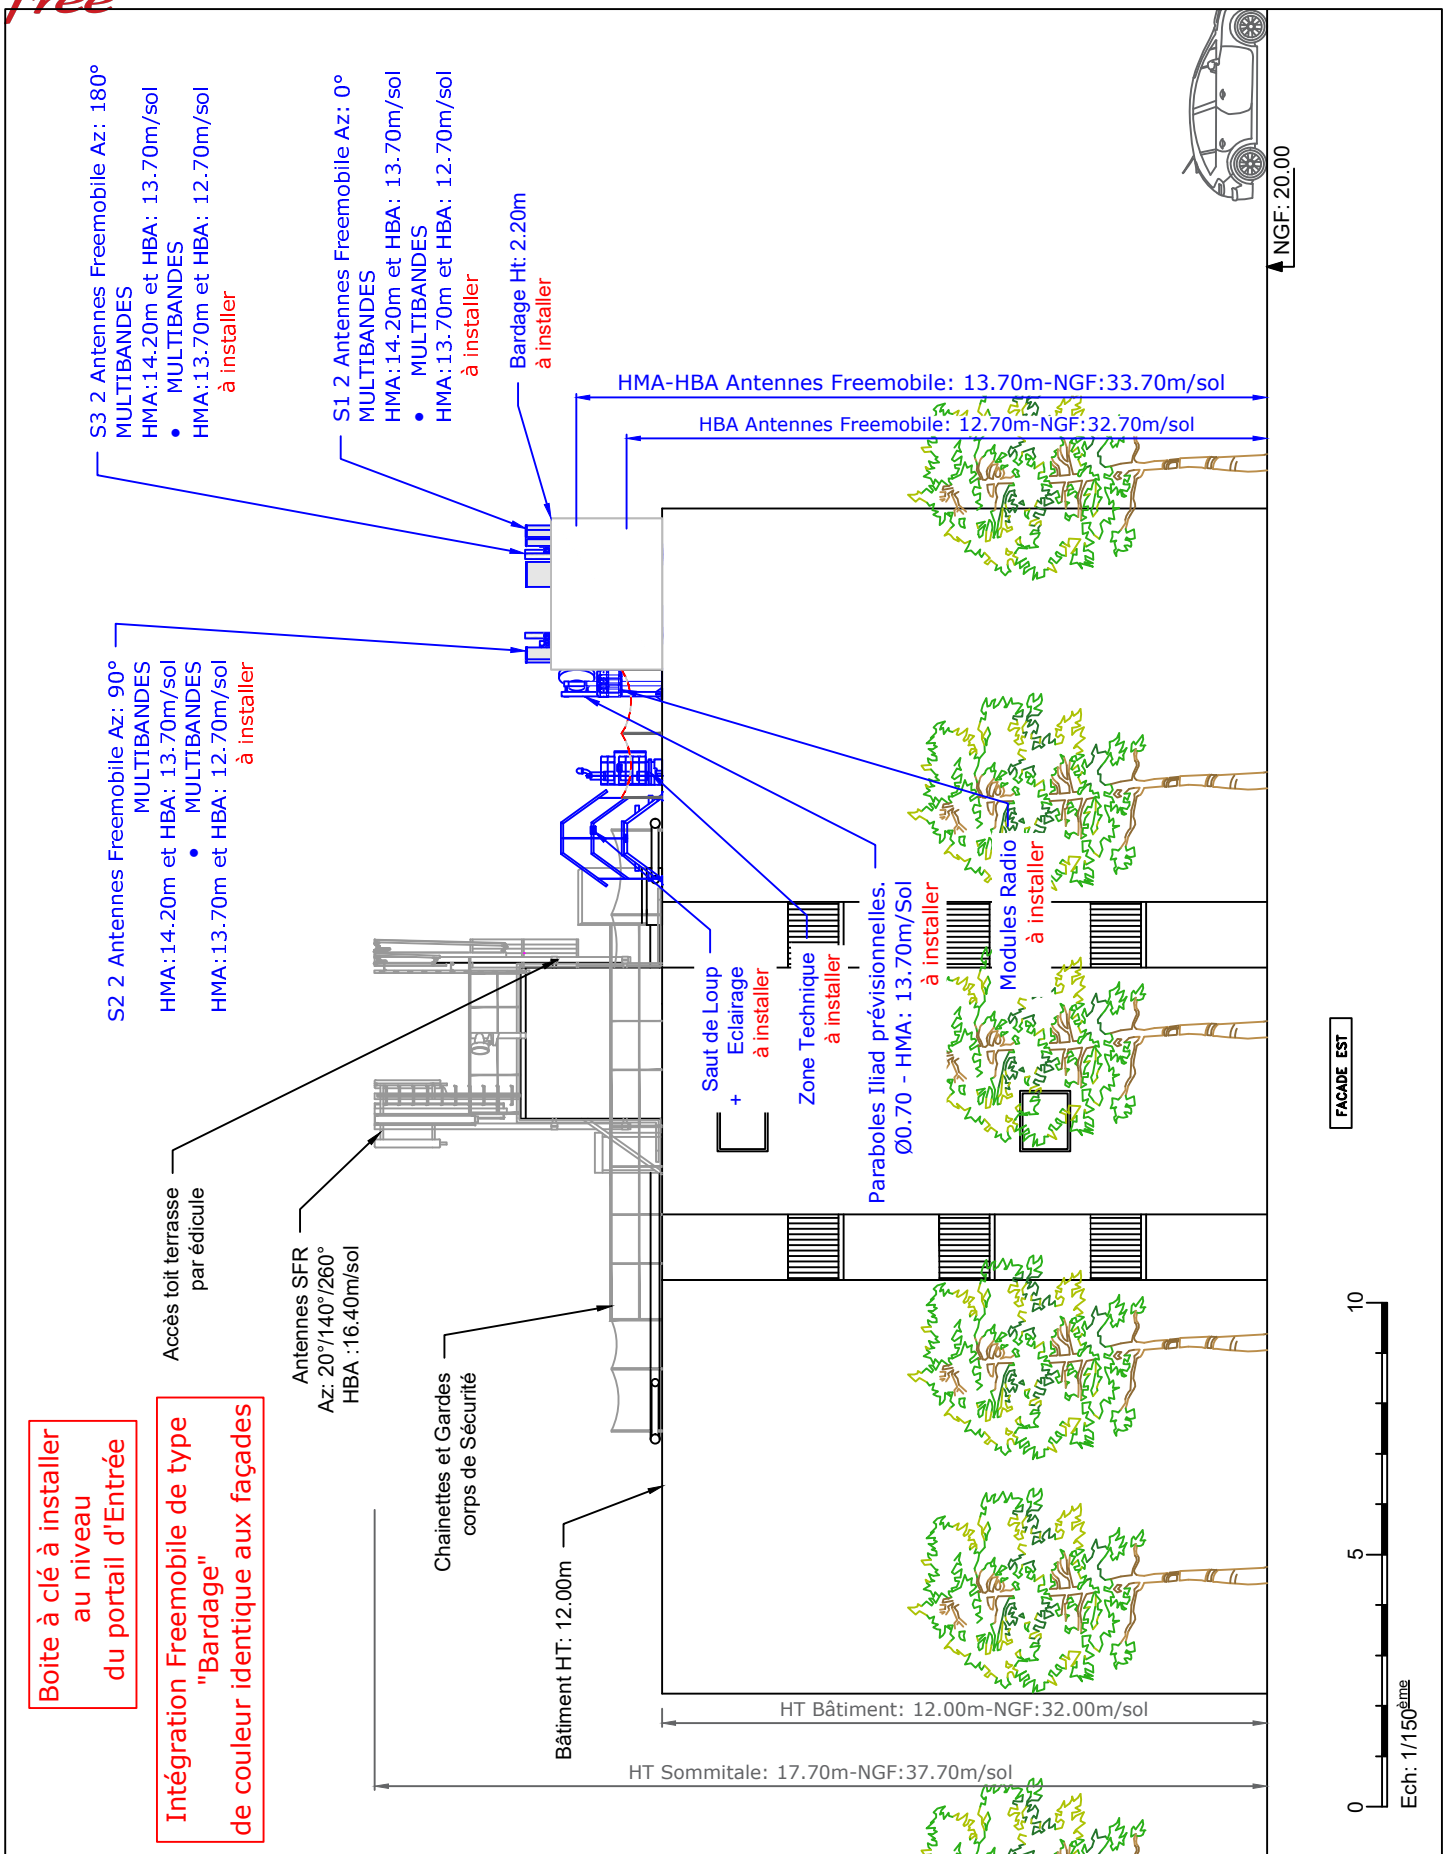 free
Boite à clé à installer
au niveau
du portail d'Entrée
Intégration Freemobile de type
"Bardage"
de couleur identique aux façades
Accès toit terrasse
par édicule
Antennes SFR
Az: 20°/140°/260°
HBA :16.40m/sol
Chainettes et Gardes
corps de Sécurité
Bâtiment HT: 12.00m
S2 2 Antennes Freemobile Az: 90°
MULTIBANDES
HMA:14.20m et HBA: 13.70m/sol
• MULTIBANDES
HMA:13.70m et HBA: 12.70m/sol
à installer
S3 2 Antennes Freemobile Az: 180°
MULTIBANDES
HMA:14.20m et HBA: 13.70m/sol
• MULTIBANDES
HMA:13.70m et HBA: 12.70m/sol
à installer
S1 2 Antennes Freemobile Az: 0°
MULTIBANDES
HMA:14.20m et HBA: 13.70m/sol
• MULTIBANDES
HMA:13.70m et HBA: 12.70m/sol
à installer
Bardage Ht: 2.20m
à installer
HMA-HBA Antennes Freemobile: 13.70m-NGF:33.70m/sol
HBA Antennes Freemobile: 12.70m-NGF:32.70m/sol
Saut de Loup
+ Eclairage
à installer
Zone Technique
à installer
Paraboles Iliad prévisionnelles.
Ø0.70 - HMA: 13.70m/Sol
à installer
Modules Radio
à installer
HT Bâtiment: 12.00m-NGF:32.00m/sol
HT Sommitale: 17.70m-NGF:37.70m/sol
NGF: 20.00
FACADE EST
0 5 10
Ech: 1/150ème